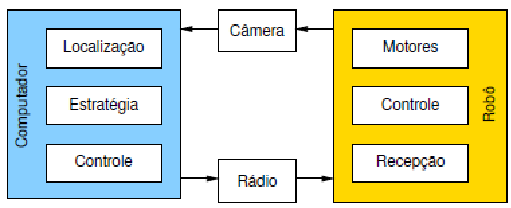 Computador
Localização
Estratégia
Controle
Câmera
Rádio
Motores
Controle
Recepção
Robô